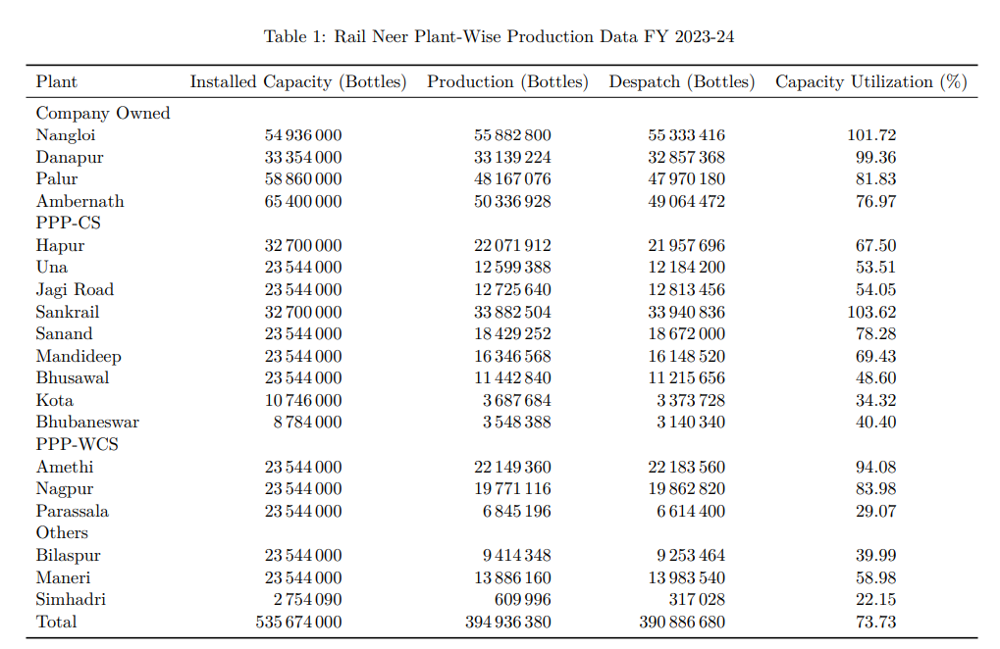 Table 1: Rail Neer Plant-Wise Production Data FY 2023-24
Plant Installed Capacity (Bottles) Production (Bottles) Despatch (Bottles) Capacity Utilization (%)
Company Owned
Nangloi 54 936 000 55 882 800 55 333 416 101.72
Danapur 33 354 000 33 139 224 32 857 368 99.36
Palur 58 860 000 48 167 076 47 970 180 81.83
Ambernath 65 400 000 50 336 928 49 064 472 76.97
PPP-CS
Hapur 32 700 000 22 071 912 21 957 696 67.50
Una 23 544 000 12 599 388 12 184 200 53.51
Jagi Road 23 544 000 12 725 640 12 813 456 54.05
Sankrail 32 700 000 33 882 504 33 940 836 103.62
Sanand 23 544 000 18 429 252 18 672 000 78.28
Mandideep 23 544 000 16 346 568 16 148 520 69.43
Bhusawal 23 544 000 11 442 840 11 215 656 48.60
Kota 10 746 000 3 687 684 3 373 728 34.32
Bhubaneswar 8 784 000 3 548 388 3 140 340 40.40
PPP-WCS
Amethi 23 544 000 22 149 360 22 183 560 94.08
Nagpur 23 544 000 19 771 116 19 862 820 83.98
Parassala 23 544 000 6 845 196 6 614 400 29.07
Others
Bilaspur 23 544 000 9 414 348 9 253 464 39.99
Maneri 23 544 000 13 886 160 13 983 540 58.98
Simhadri 2 754 090 609 996 317 028 22.15
Total 535 674 000 394 936 380 390 886 680 73.73